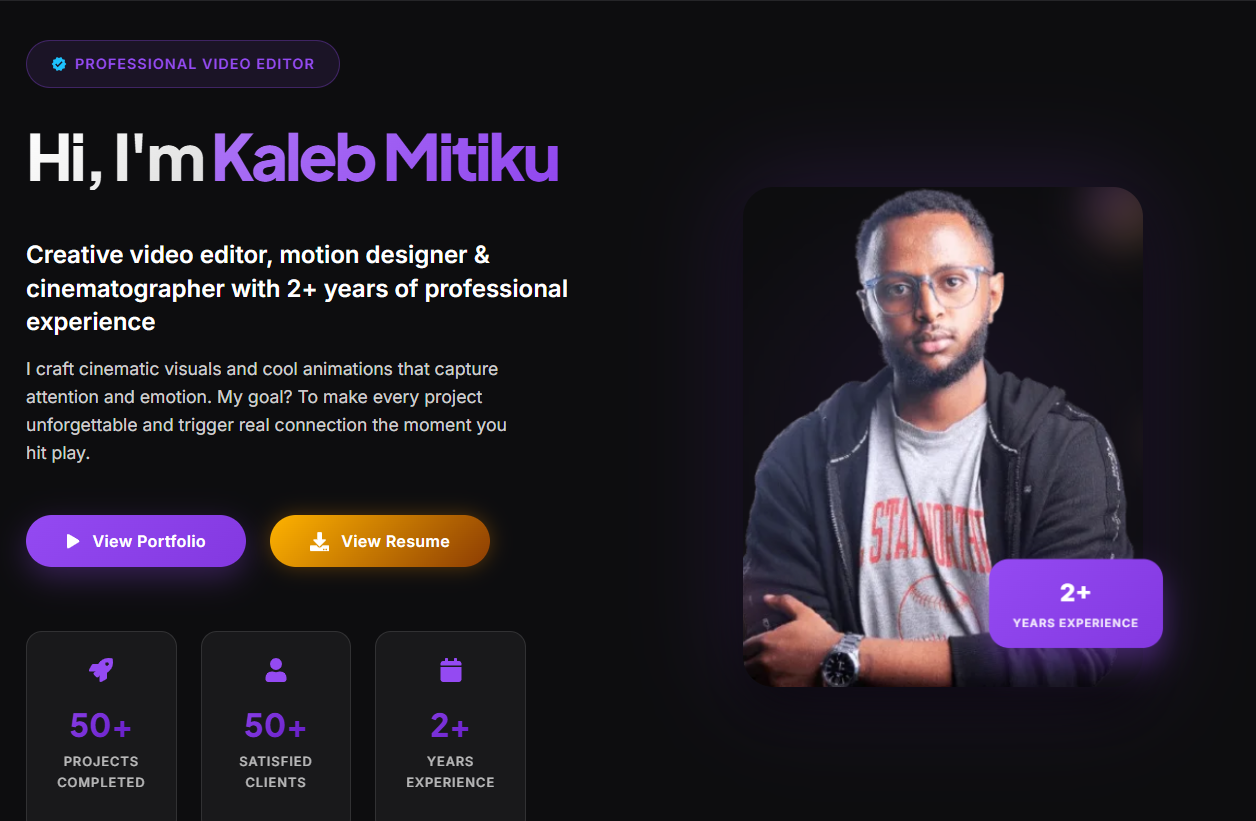 PROFESSIONAL VIDEO EDITOR
Hi, I'm Kaleb Mitiku
Creative video editor, motion designer &
cinematographer with 2+ years of professional
experience
I craft cinematic visuals and cool animations that capture
attention and emotion. My goal? To make every project
unforgettable and trigger real connection the moment you
hit play.
View Portfolio
View Resume
50+
PROJECTS
COMPLETED
50+
SATISFIED
CLIENTS
2+
YEARS
EXPERIENCE
2+
YEARS EXPERIENCE